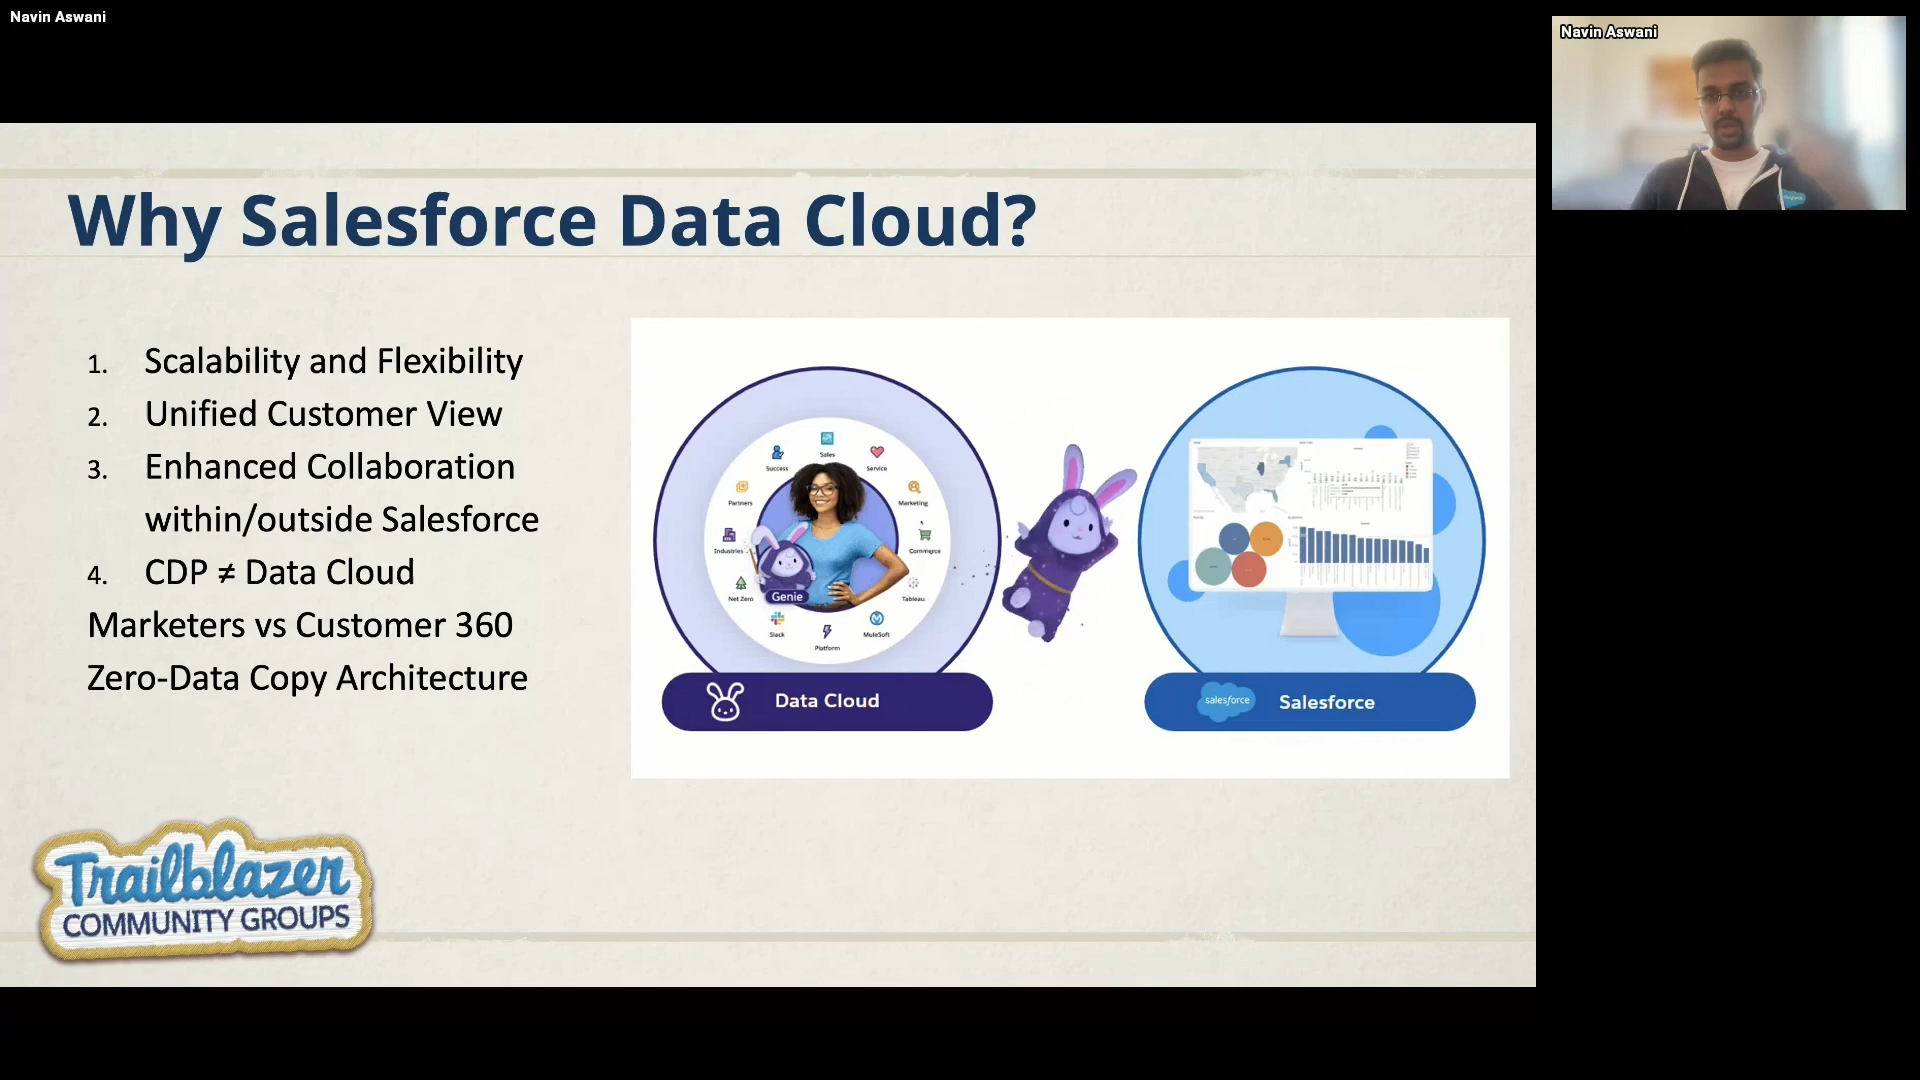 Navin Aswani
Navin Aswani
Why Salesforce Data Cloud?
1. Scalability and Flexibility
2. Unified Customer View
3. Enhanced Collaboration
within/outside Salesforce
4. CDP ≠ Data Cloud
Marketers vs Customer 360
Zero-Data Copy Architecture
Sales
Service
Marketing
Commerce
Tableau
MuleSoft
Platform
Slack
Net Zero
Industries
Partners
Success
Genie
Data Cloud
salesforce
Salesforce
Trailblazer
COMMUNITY GROUPS